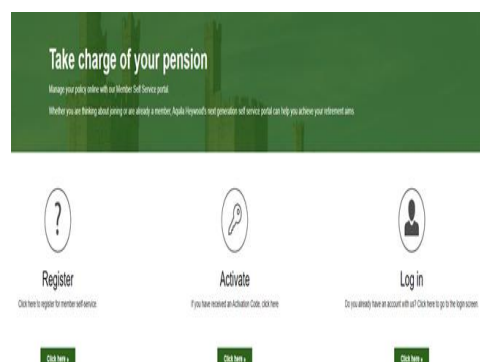 Take charge of your pension
Manage your policy online with our Member Self Service portal
Whether you are thinking about joining or are already a member, Aquila Heywood's next generation self service portal can help you achieve your retirement aims
?
Register
Activate
Log in
Click here to register for member self-service
If you have received an Activation Code, click here
Do you already have an account with us? Click here to go to the login screen
Click here »
Click here »
Click here »